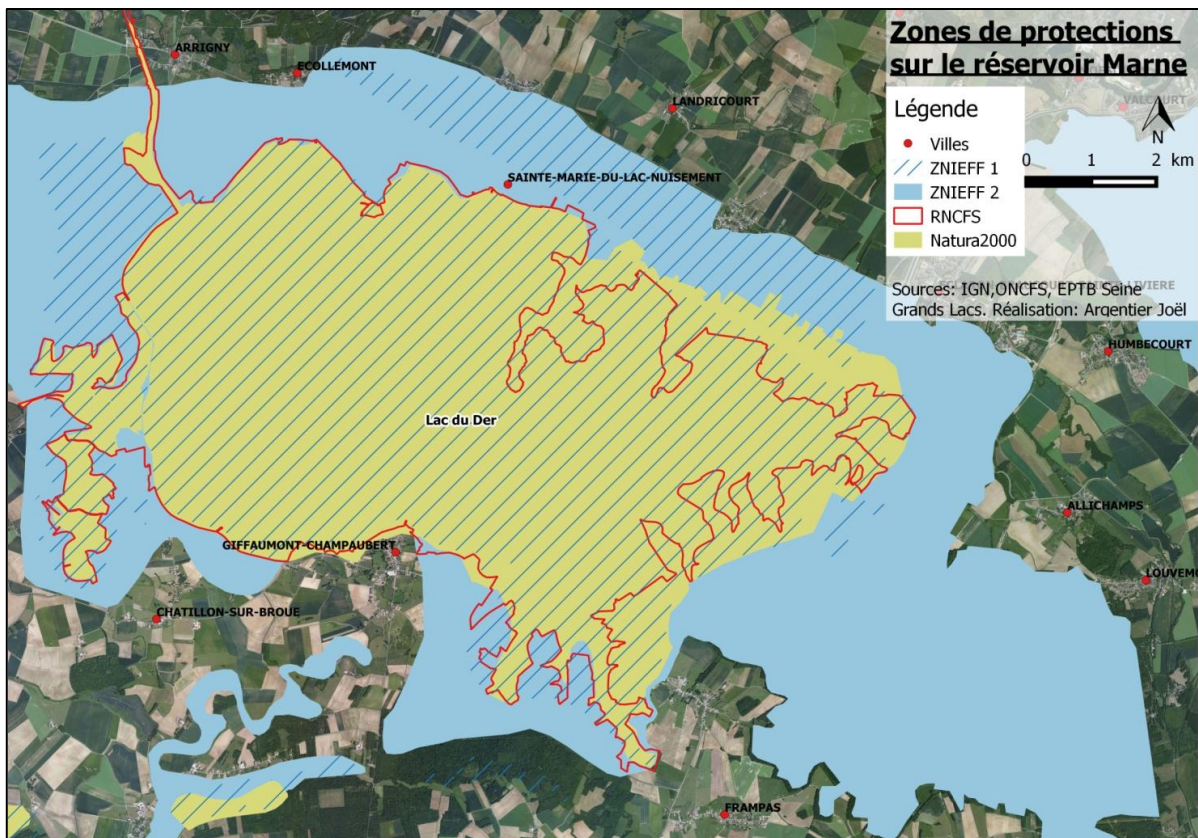 Zones de protections
sur le réservoir Marne
Légende
Villes
ZNIEFF 1
ZNIEFF 2
RNCFS
Natura2000
N
0 1 2 km
Sources: IGN,ONCFS, EPTB Seine
Grands Lacs. Réalisation: Argentier Joël
ARRIGNY
ECOLLEMONT
LANDRICOURT
VALCOURT
SAINTE-MARIE-DU-LAC-NUISEMENT
HUMBECOURT
Lac du Der
ALLICHAMPS
GIFFAUMONT-CHAMPAUBERT
LOUVEMO
CHATILLON-SUR-BROUE
FRAMPAS